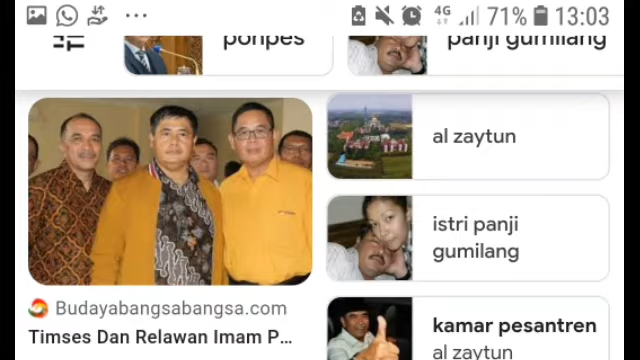 4G 71% 13:03
ponpes
panji gumilang
al zaytun
istri panji
gumilang
Budayabangsabangsa.com
Timses Dan Relawan Imam P...
kamar pesantren
al zaytun